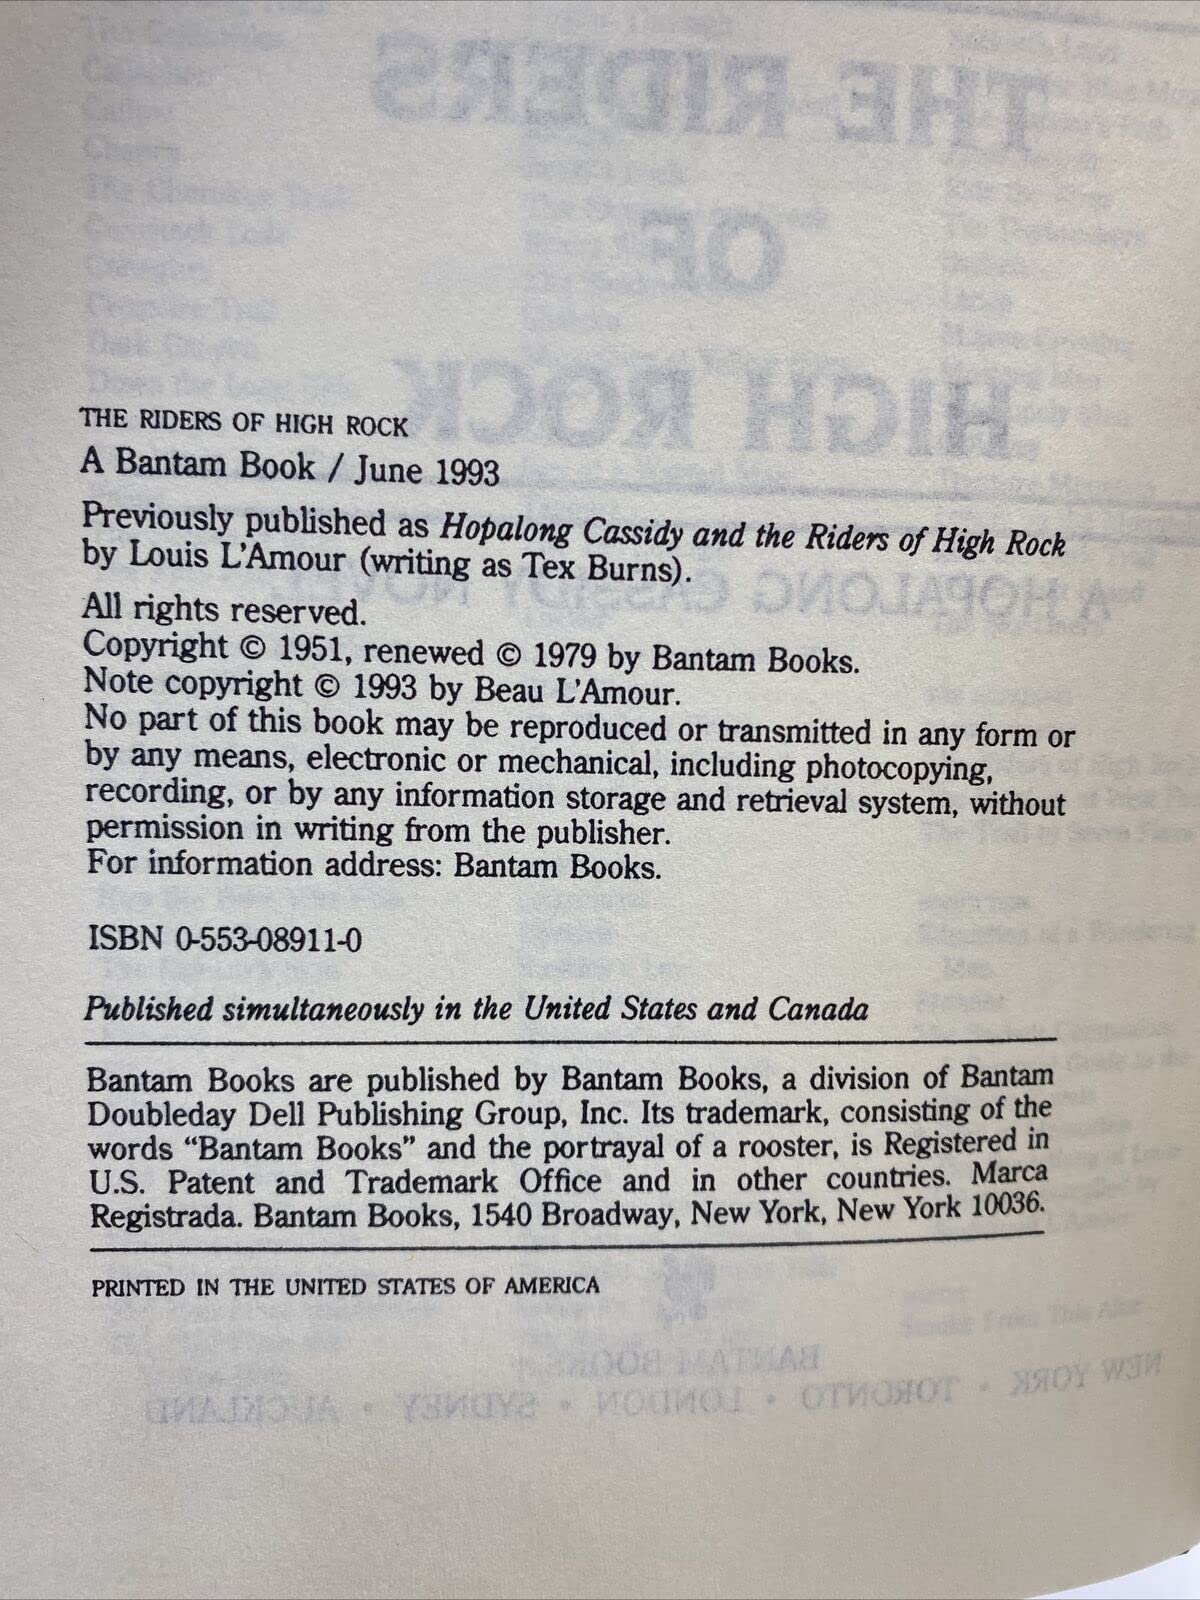 THE RIDERS OF HIGH ROCK
A Bantam Book / June 1993
Previously published as Hopalong Cassidy and the Riders of High Rock
by Louis L'Amour (writing as Tex Burns).
All rights reserved.
Copyright © 1951, renewed © 1979 by Bantam Books.
Note copyright © 1993 by Beau L'Amour.
No part of this book may be reproduced or transmitted in any form or
by any means, electronic or mechanical, including photocopying,
recording, or by any information storage and retrieval system, without
permission in writing from the publisher.
For information address: Bantam Books.
ISBN 0-553-08911-0
Published simultaneously in the United States and Canada
Bantam Books are published by Bantam Books, a division of Bantam
Doubleday Dell Publishing Group, Inc. Its trademark, consisting of the
words “Bantam Books” and the portrayal of a rooster, is Registered in
U.S. Patent and Trademark Office and in other countries. Marca
Registrada. Bantam Books, 1540 Broadway, New York, New York 10036.
PRINTED IN THE UNITED STATES OF AMERICA